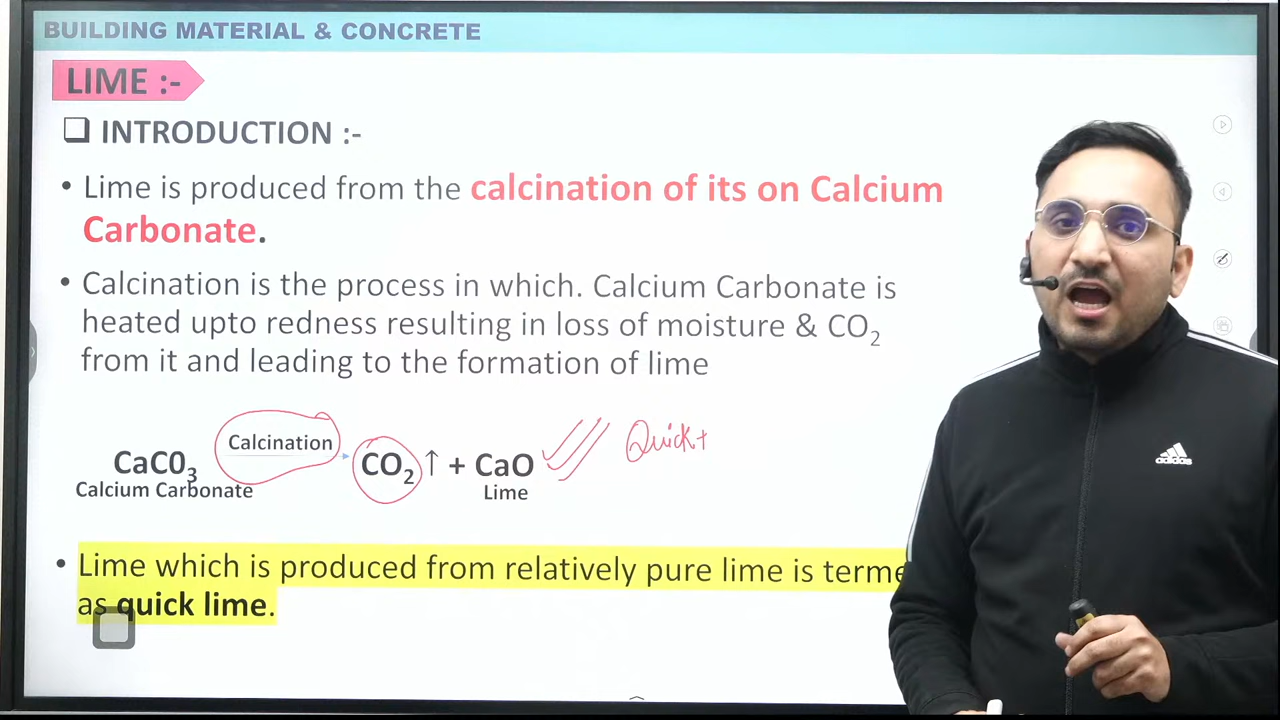 BUILDING MATERIAL & CONCRETE
LIME :-
❑ INTRODUCTION :-
• Lime is produced from the calcination of its on Calcium
Carbonate.
• Calcination is the process in which. Calcium Carbonate is
heated upto redness resulting in loss of moisture & CO₂
from it and leading to the formation of lime
CaC0₃ Calcination CO₂ ↑ + CaO Quick
Calcium Carbonate Lime
• Lime which is produced from relatively pure lime is terme
as quick lime.
adidas